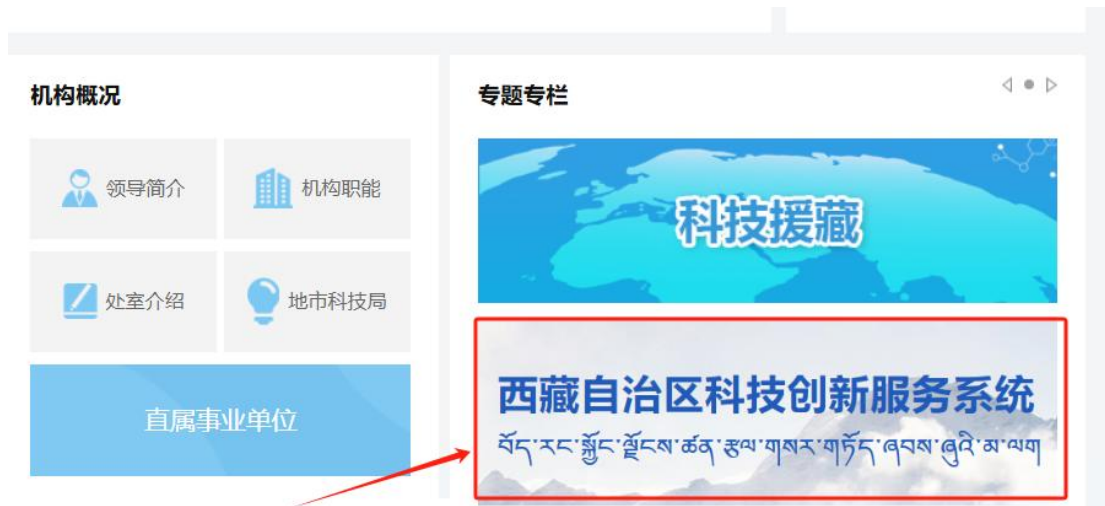 机构概况
领导简介
机构职能
处室介绍
地市科技局
直属事业单位
专题专栏
科技援藏
西藏自治区科技创新服务系统
བོད་རང་སྐྱོང་ལྗོངས་ཚན་རྩལ་གསར་གཏོད་ཞབས་ཞུའི་མ་ལག